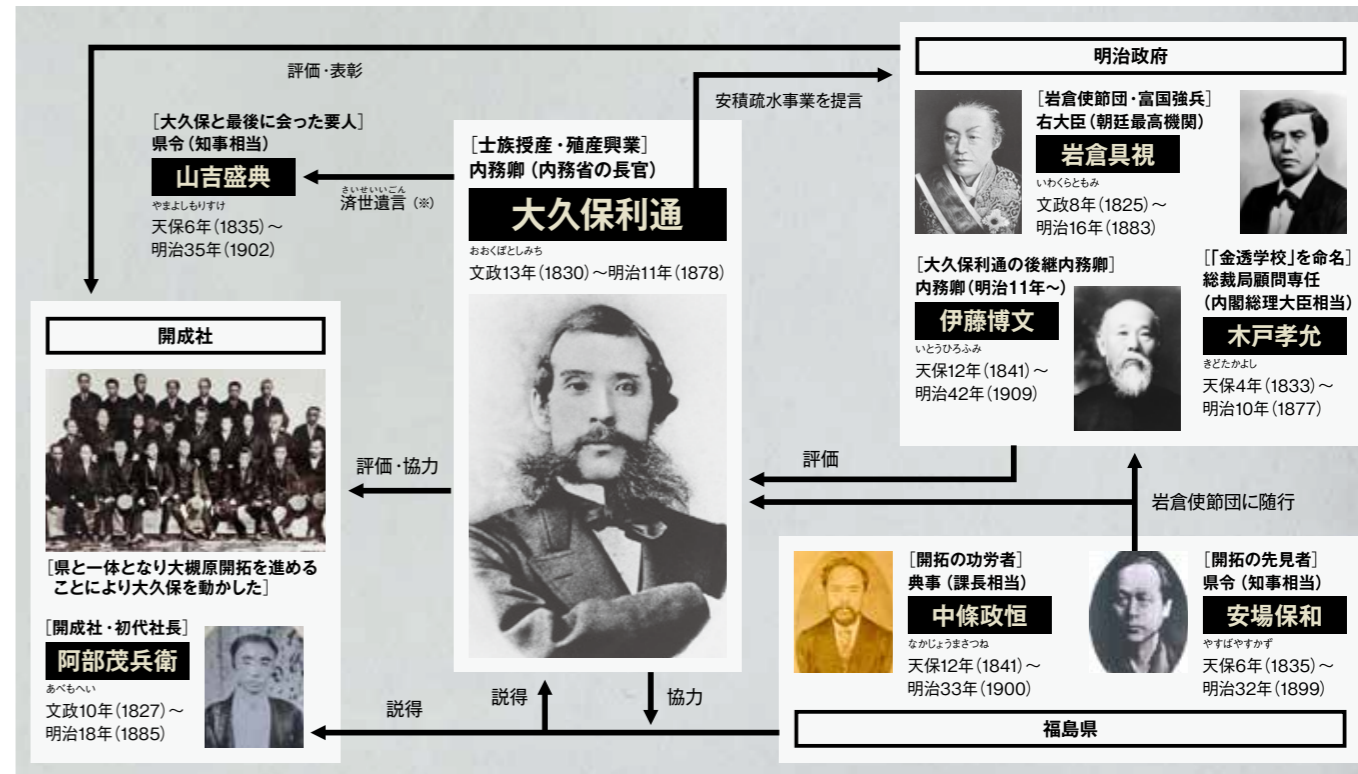 評価・表彰
安積疏水事業を提言
明治政府
[岩倉使節団・富国強兵]
右大臣(朝廷最高機関)
岩倉具視
いわくらともみ
文政8年(1825)～
明治16年(1883)
[大久保利通の後継内務卿]
内務卿(明治11年～)
伊藤博文
いとうひろふみ
天保12年(1841)～
明治42年(1909)
[「金透学校」を命名]
総裁局顧問専任
(内閣総理大臣相当)
木戸孝允
きどたかよし
天保4年(1833)～
明治10年(1877)
[大久保と最後に会った要人]
県令(知事相当)
山吉盛典
やまよしもりすけ
天保6年(1835)～
明治35年(1902)
さいせいいごん
済世遺言(※)
[士族授産・殖産興業]
内務卿(内務省の長官)
大久保利通
おおくぼとしみち
文政13年(1830)～明治11年(1878)
開成社
[県と一体となり大槻原開拓を進める
ことにより大久保を動かした]
[開成社・初代社長]
阿部茂兵衛
あべもへい
文政10年(1827)～
明治18年(1885)
評価・協力
評価
岩倉使節団に随行
説得
説得
協力
[開拓の功労者]
典事(課長相当)
中條政恒
なかじょうまさつね
天保12年(1841)～
明治33年(1900)
[開拓の先見者]
県令(知事相当)
安場保和
やすばやすかず
天保6年(1835)～
明治32年(1899)
福島県